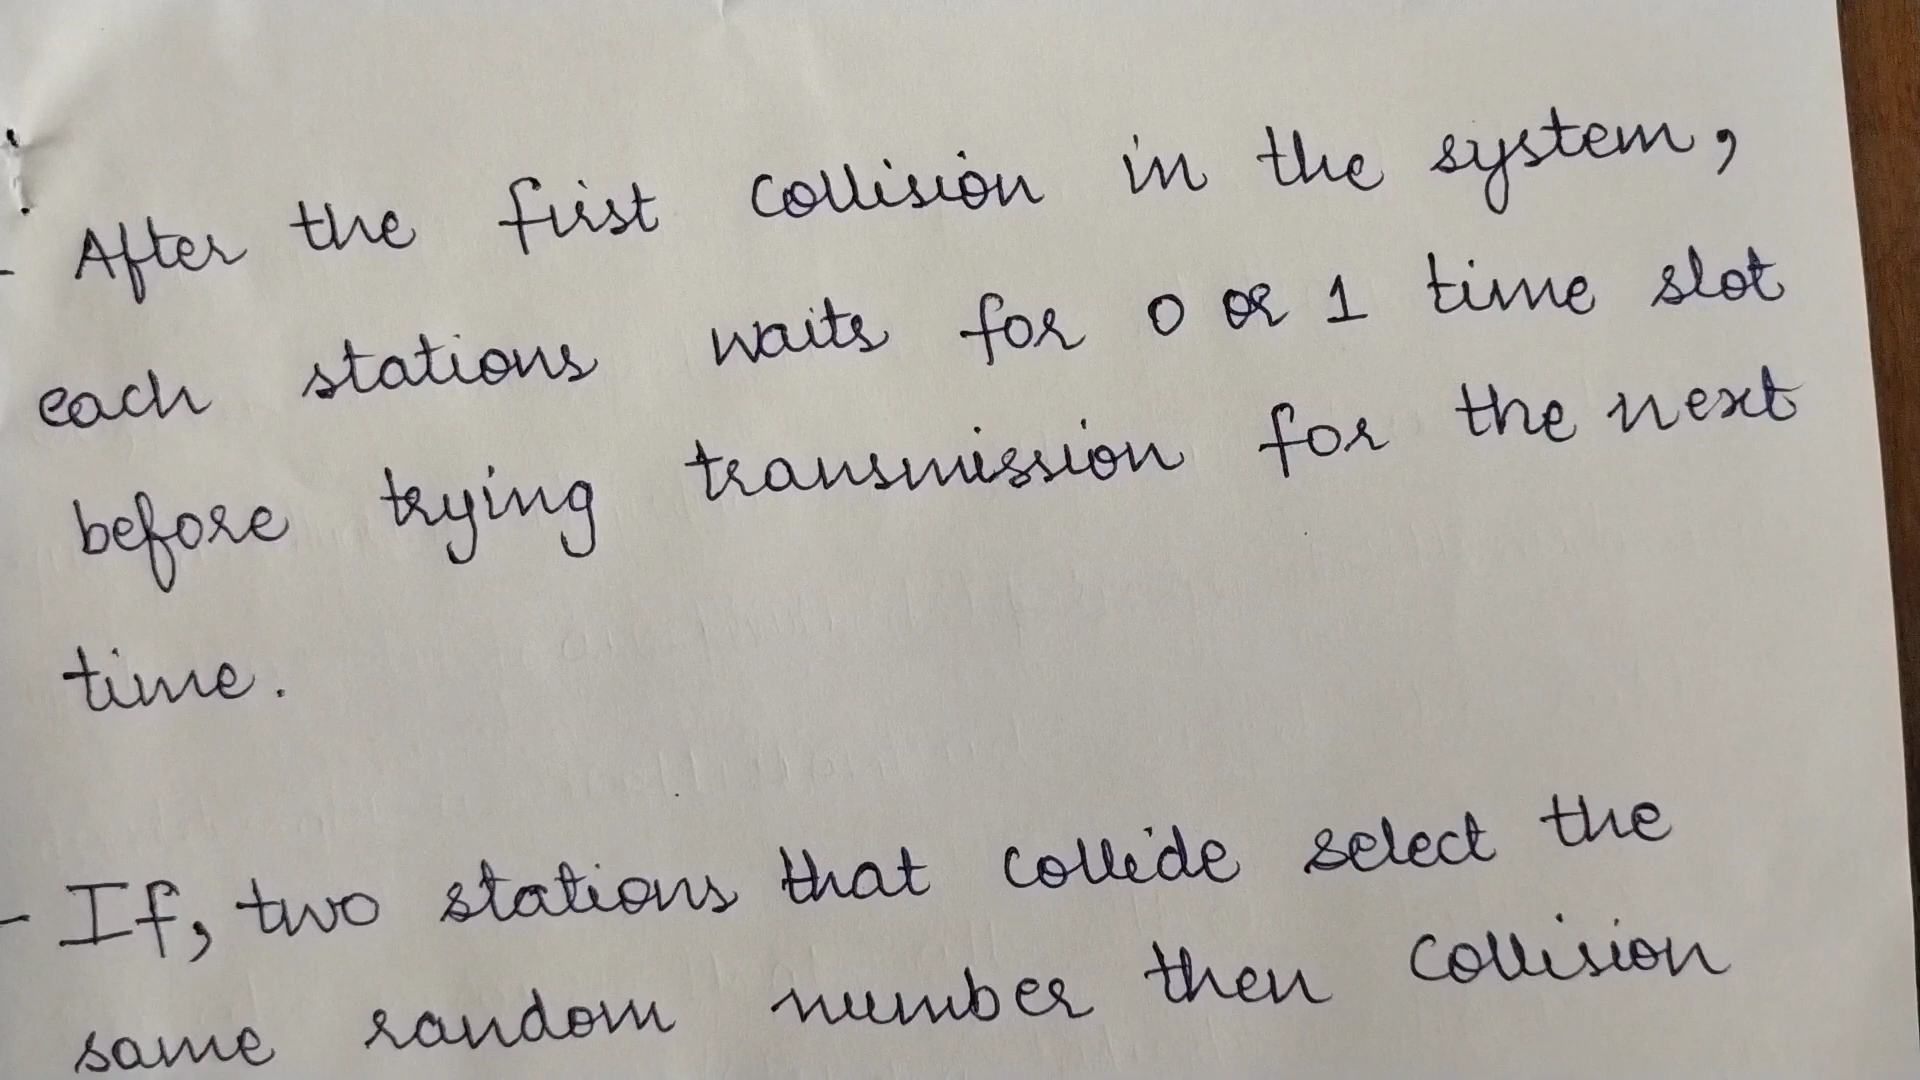 - After the first collision in the system,
each stations waits for 0 or 1 time slot
before trying transmission for the next
time.
- If, two stations that collide select the
same random number then collision